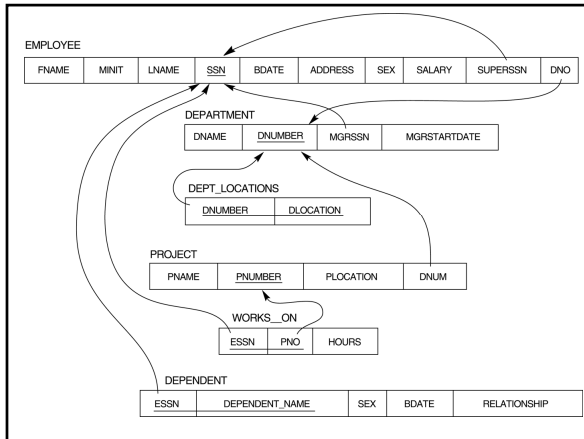 EMPLOYEE
FNAME MINIT LNAME SSN BDATE ADDRESS SEX SALARY SUPERSSN DNO
DEPARTMENT
DNAME DNUMBER MGRSSN MGRSTARTDATE
DEPT_LOCATIONS
DNUMBER DLOCATION
PROJECT
PNAME PNUMBER PLOCATION DNUM
WORKS__ON
ESSN PNO HOURS
DEPENDENT
ESSN DEPENDENT_NAME SEX BDATE RELATIONSHIP